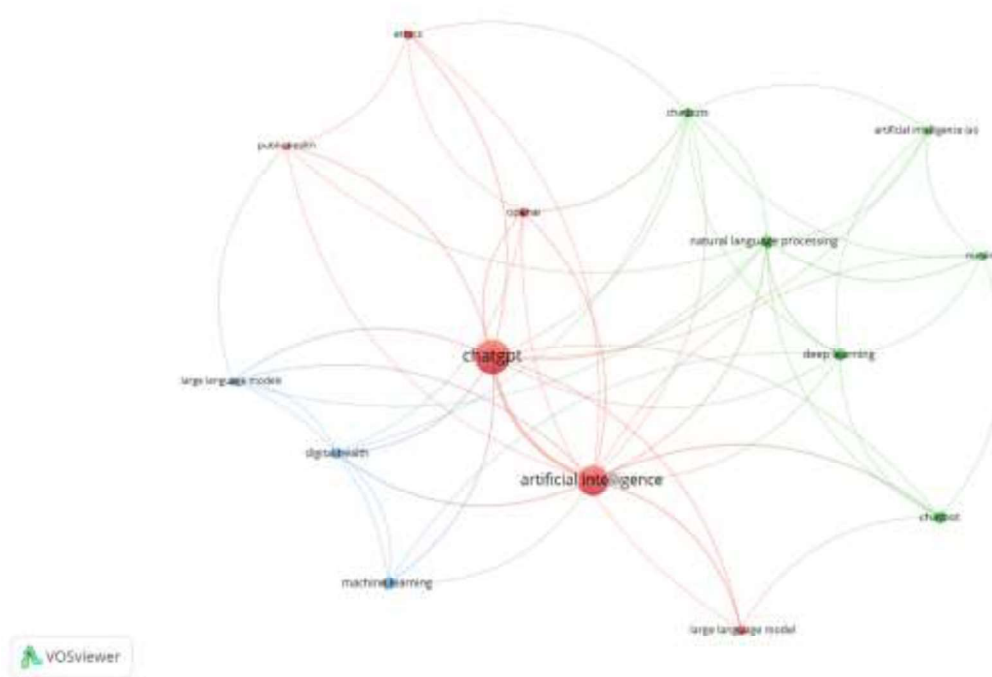 ethics
chatbots
artificial intelligence (ai)
public health
openai
natural language processing
chatgpt
deep learning
large language models
digital health
artificial intelligence
chatbot
machine learning
large language model
VOSviewer